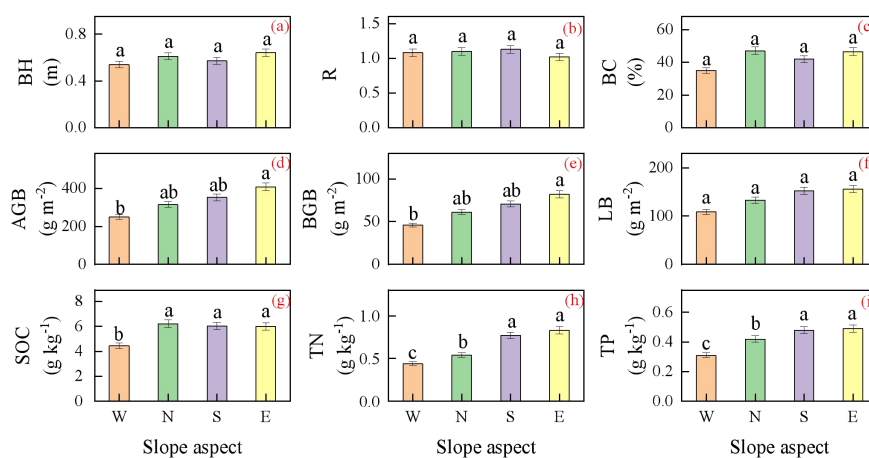 (a)
BH
(m)
0.8
0.4
0.0
a a a a
(b)
R
1.5
1.0
0.5
0.0
a a a a
(c)
BC
(%)
60
40
20
0
a a a a
(d)
AGB
(g m-2)
400
200
0
b ab ab a
(e)
BGB
(g m-2)
100
50
0
b ab ab a
(f)
LB
(g m-2)
200
100
0
a a a a
(g)
SOC
(g kg-1)
8
6
4
2
0
b a a a
W N S E
Slope aspect
(h)
TN
(g kg-1)
1.0
0.5
0.0
c b a a
W N S E
Slope aspect
(i)
TP
(g kg-1)
0.6
0.4
0.2
0.0
c b a a
W N S E
Slope aspect